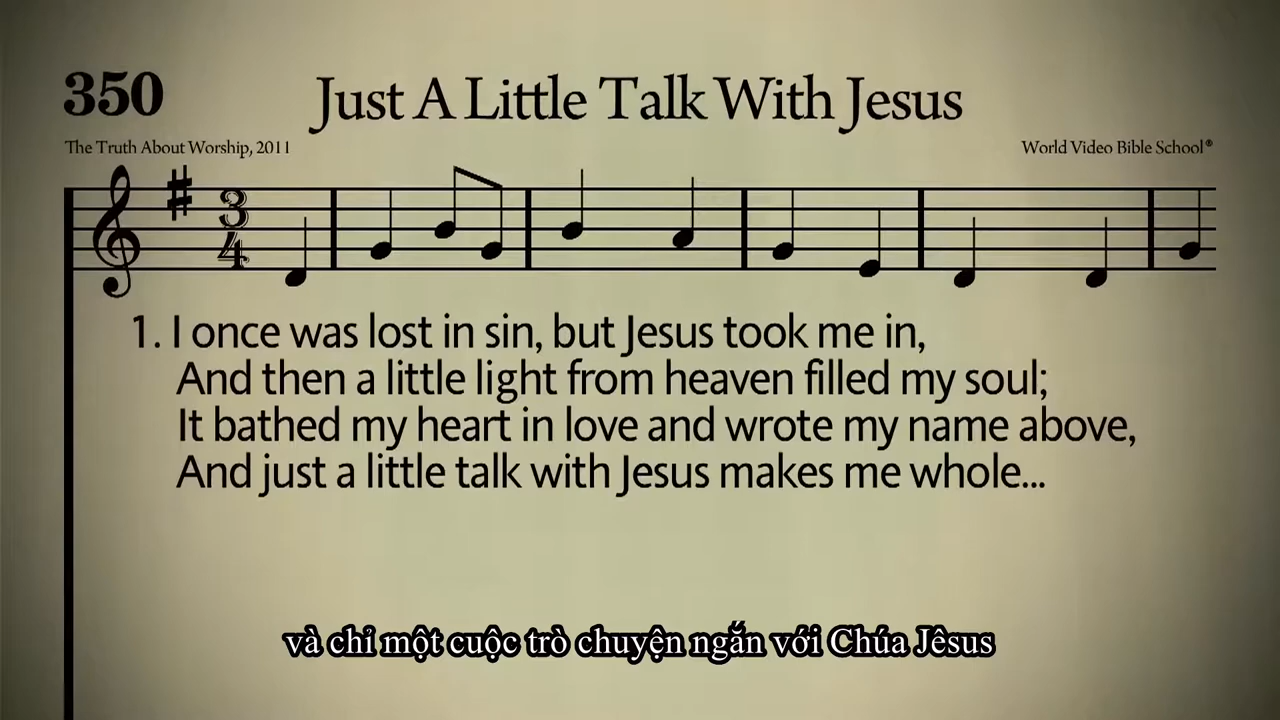 350
Just A Little Talk With Jesus
The Truth About Worship, 2011
World Video Bible School®
3
4
1. I once was lost in sin, but Jesus took me in,
And then a little light from heaven filled my soul;
It bathed my heart in love and wrote my name above,
And just a little talk with Jesus makes me whole...
và chỉ một cuộc trò chuyện ngắn với Chúa Jêsus